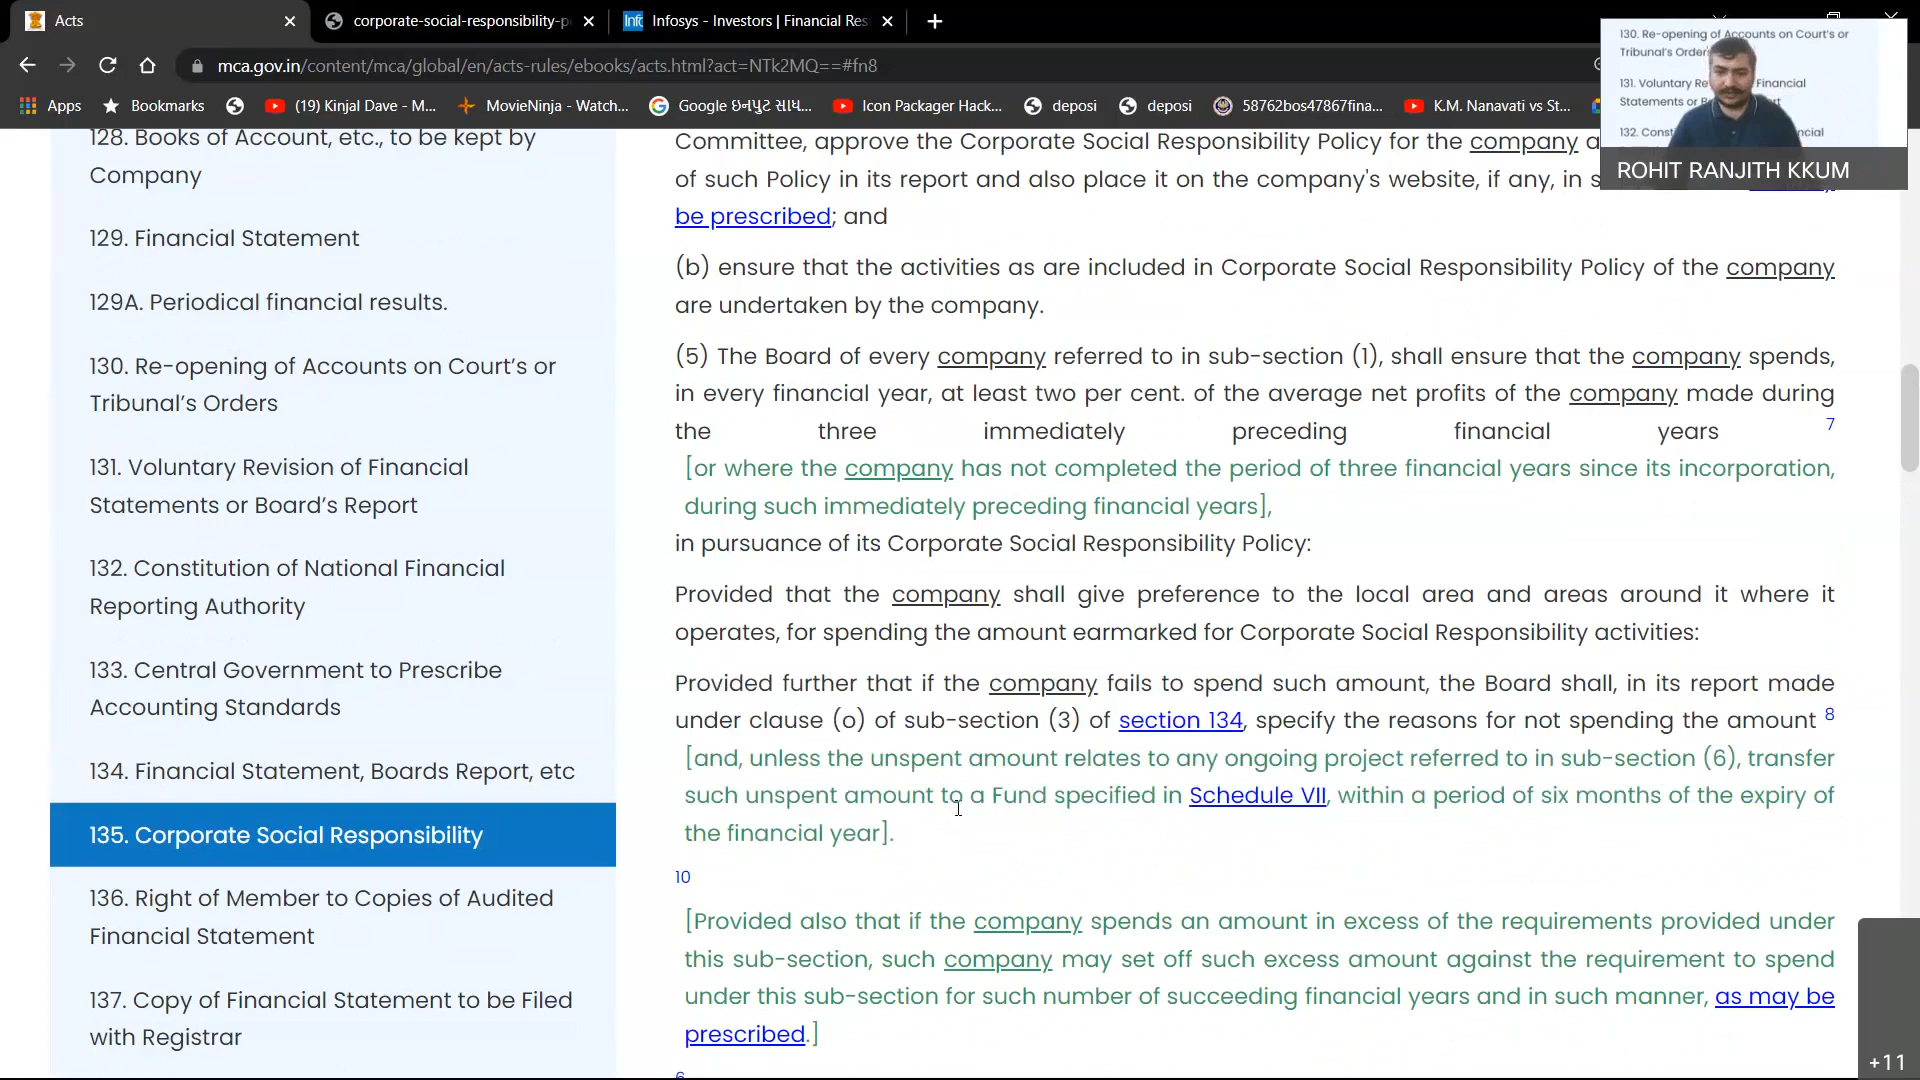 Acts
corporate-social-responsibility-p
Infosys - Investors | Financial Res
mca.gov.in/content/mca/global/en/acts-rules/ebooks/acts.html?act=NTk2MQ==#fn8
Apps
Bookmarks
(19) Kinjal Dave - M...
MovieNinja - Watch...
Google ઇનપુટ સાધ...
Icon Packager Hack...
deposi
deposi
58762bos47867fina...
K.M. Nanavati vs St...
130. Re-opening of Accounts on Court's or
Tribunal's Orders
131. Voluntary Re Financial
Statements or B
132. Const
ROHIT RANJITH KKUM
128. Books of Account, etc., to be kept by
Company
129. Financial Statement
129A. Periodical financial results.
130. Re-opening of Accounts on Court's or
Tribunal's Orders
131. Voluntary Revision of Financial
Statements or Board's Report
132. Constitution of National Financial
Reporting Authority
133. Central Government to Prescribe
Accounting Standards
134. Financial Statement, Boards Report, etc
135. Corporate Social Responsibility
136. Right of Member to Copies of Audited
Financial Statement
137. Copy of Financial Statement to be Filed
with Registrar
Committee, approve the Corporate Social Responsibility Policy for the company
of such Policy in its report and also place it on the company's website, if any, in
be prescribed; and
(b) ensure that the activities as are included in Corporate Social Responsibility Policy of the company
are undertaken by the company.
(5) The Board of every company referred to in sub-section (1), shall ensure that the company spends,
in every financial year, at least two per cent. of the average net profits of the company made during
the three immediately preceding financial years 7
[or where the company has not completed the period of three financial years since its incorporation,
during such immediately preceding financial years],
in pursuance of its Corporate Social Responsibility Policy:
Provided that the company shall give preference to the local area and areas around it where it
operates, for spending the amount earmarked for Corporate Social Responsibility activities:
Provided further that if the company fails to spend such amount, the Board shall, in its report made
under clause (o) of sub-section (3) of section 134, specify the reasons for not spending the amount 8
[and, unless the unspent amount relates to any ongoing project referred to in sub-section (6), transfer
such unspent amount to a Fund specified in Schedule VII, within a period of six months of the expiry of
the financial year].
10
[Provided also that if the company spends an amount in excess of the requirements provided under
this sub-section, such company may set off such excess amount against the requirement to spend
under this sub-section for such number of succeeding financial years and in such manner, as may be
prescribed.]
+11